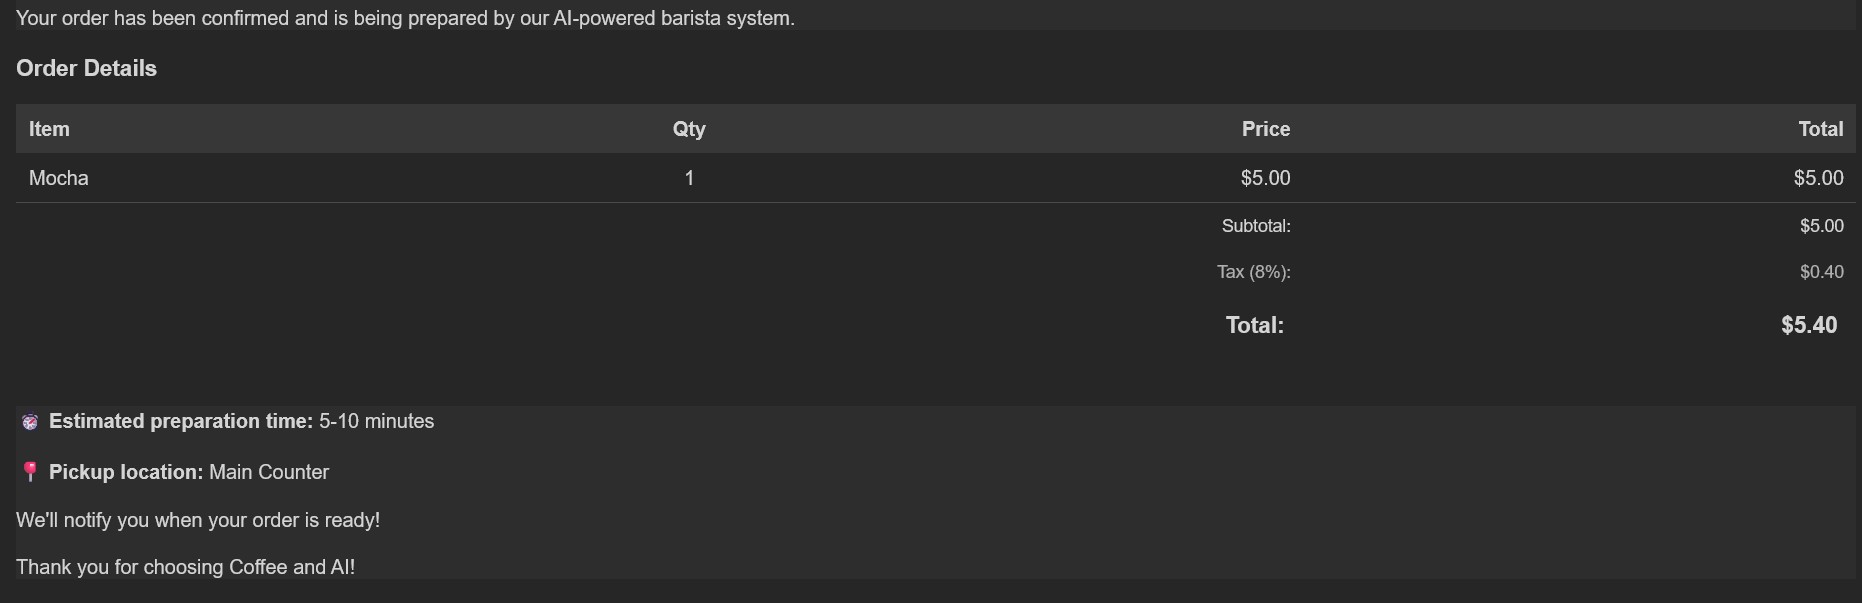 Your order has been confirmed and is being prepared by our AI-powered barista system.
Order Details
Item Qty Price Total
Mocha 1 $5.00 $5.00
Subtotal: $5.00
Tax (8%): $0.40
Total: $5.40
Estimated preparation time: 5-10 minutes
Pickup location: Main Counter
We'll notify you when your order is ready!
Thank you for choosing Coffee and AI!